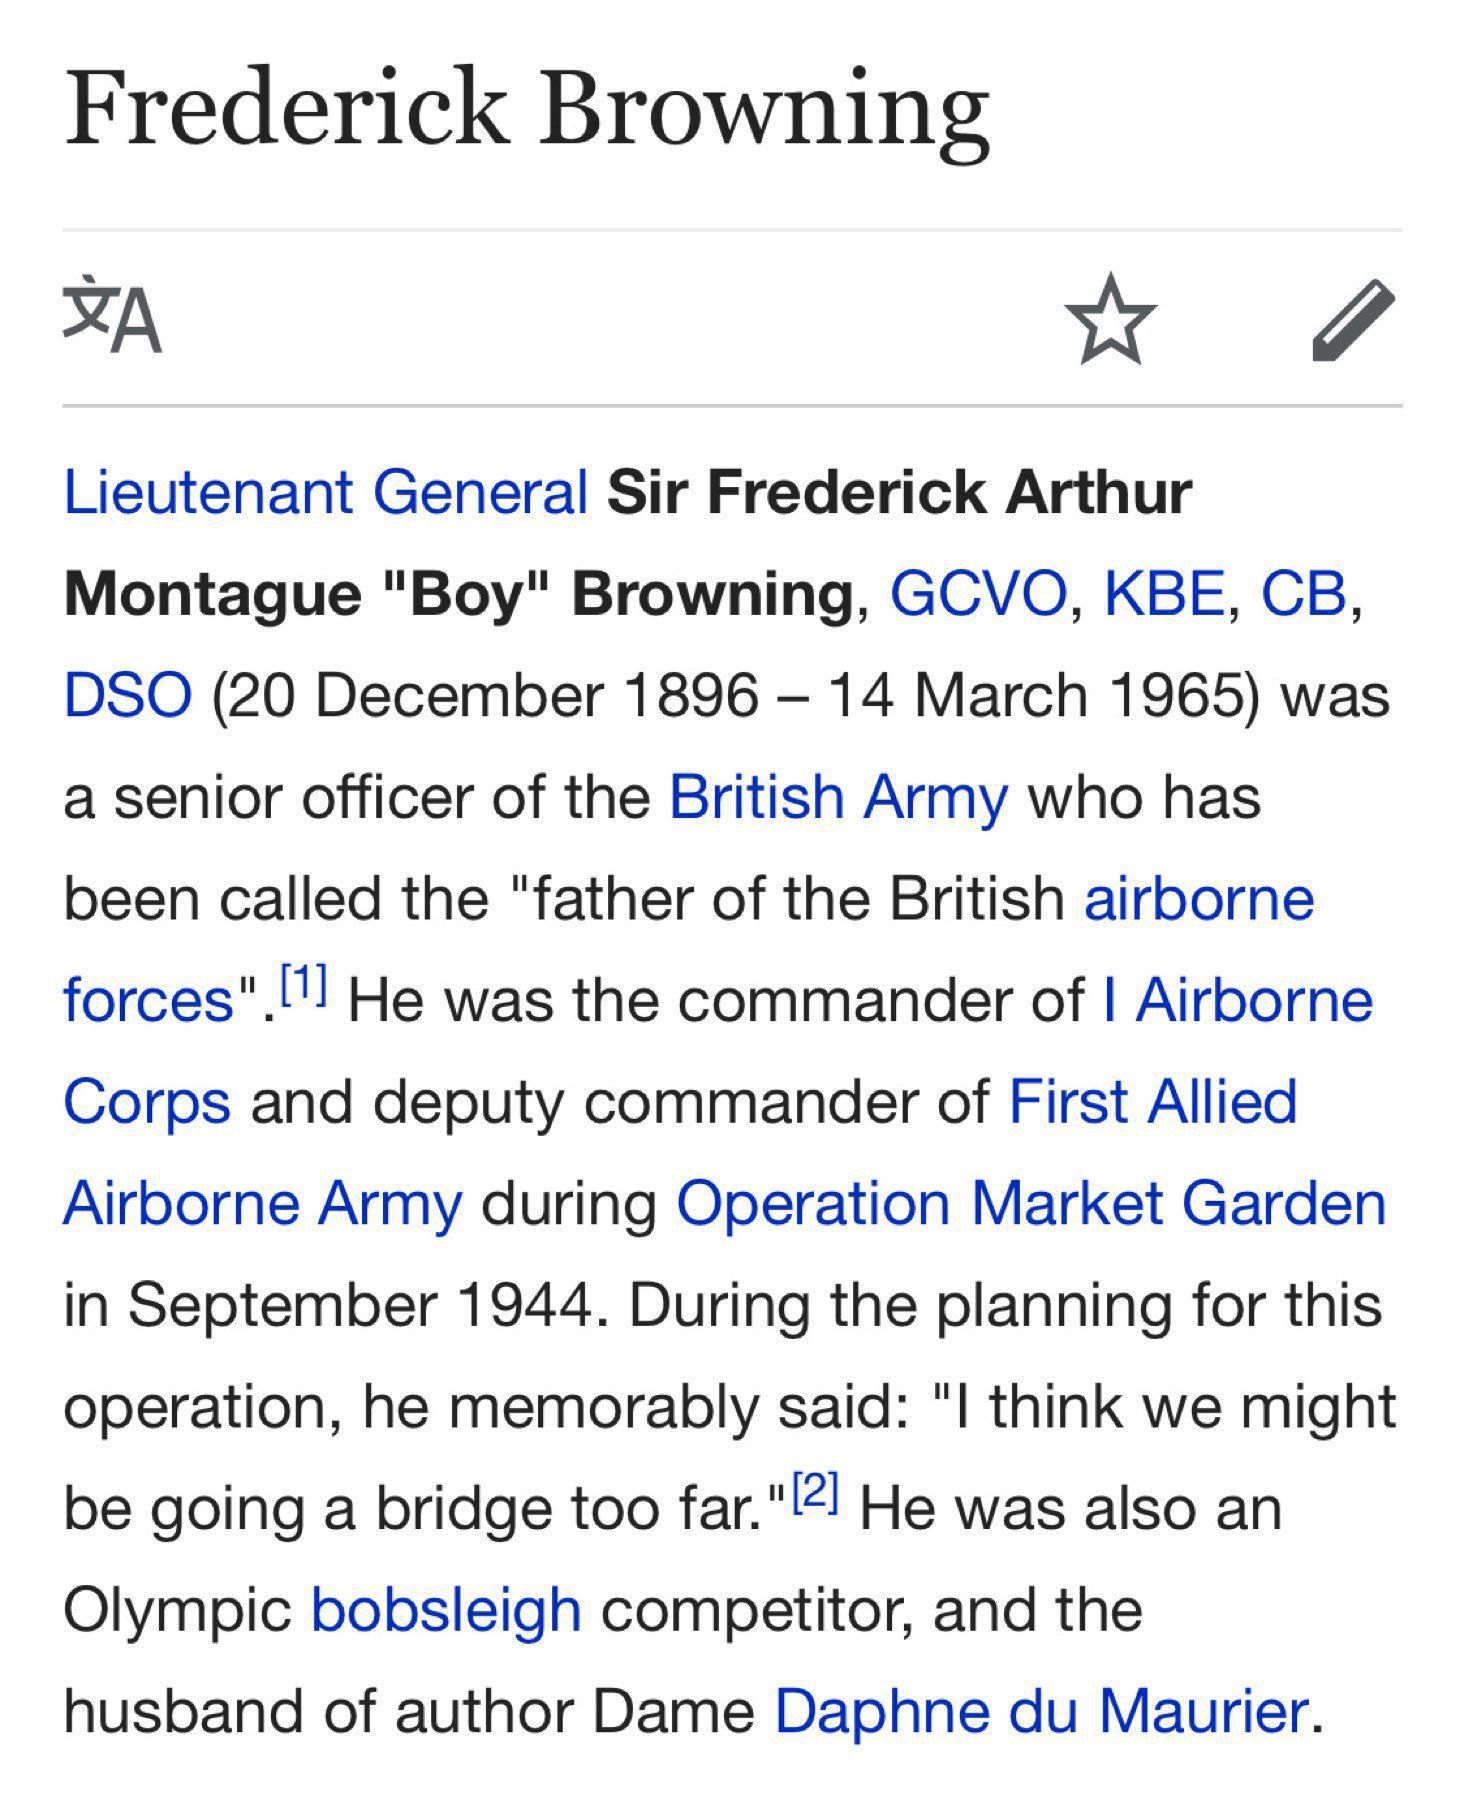 Frederick Browning
文A
Lieutenant General Sir Frederick Arthur
Montague "Boy" Browning, GCVO, KBE, CB,
DSO (20 December 1896 – 14 March 1965) was
a senior officer of the British Army who has
been called the "father of the British airborne
forces".[1] He was the commander of I Airborne
Corps and deputy commander of First Allied
Airborne Army during Operation Market Garden
in September 1944. During the planning for this
operation, he memorably said: "I think we might
be going a bridge too far."[2] He was also an
Olympic bobsleigh competitor, and the
husband of author Dame Daphne du Maurier.